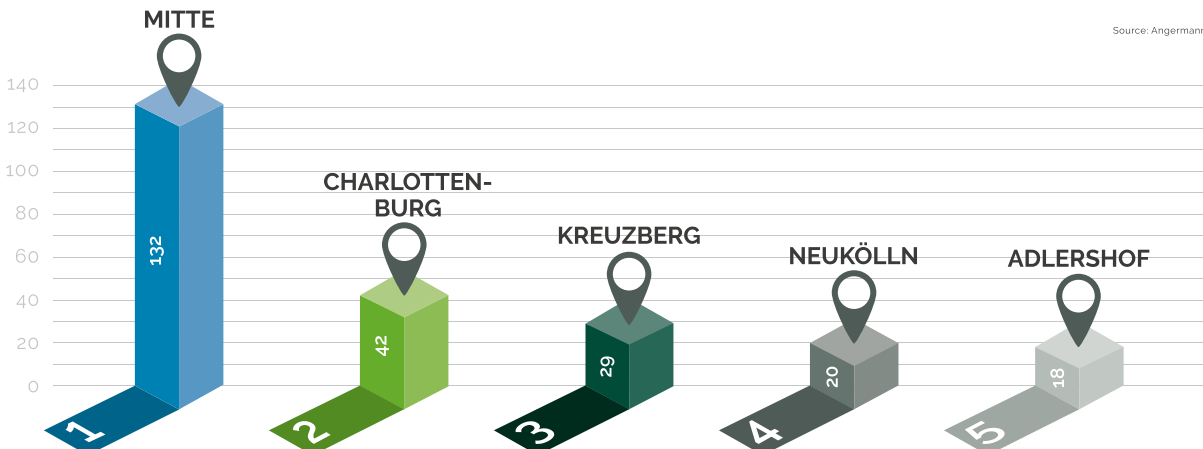 MITTE
Source: Angermann
140
120
100
80
60
40
20
0
CHARLOTTEN-
BURG
KREUZBERG
NEUKÖLLN
ADLERSHOF
132
42
29
20
18
1
2
3
4
5